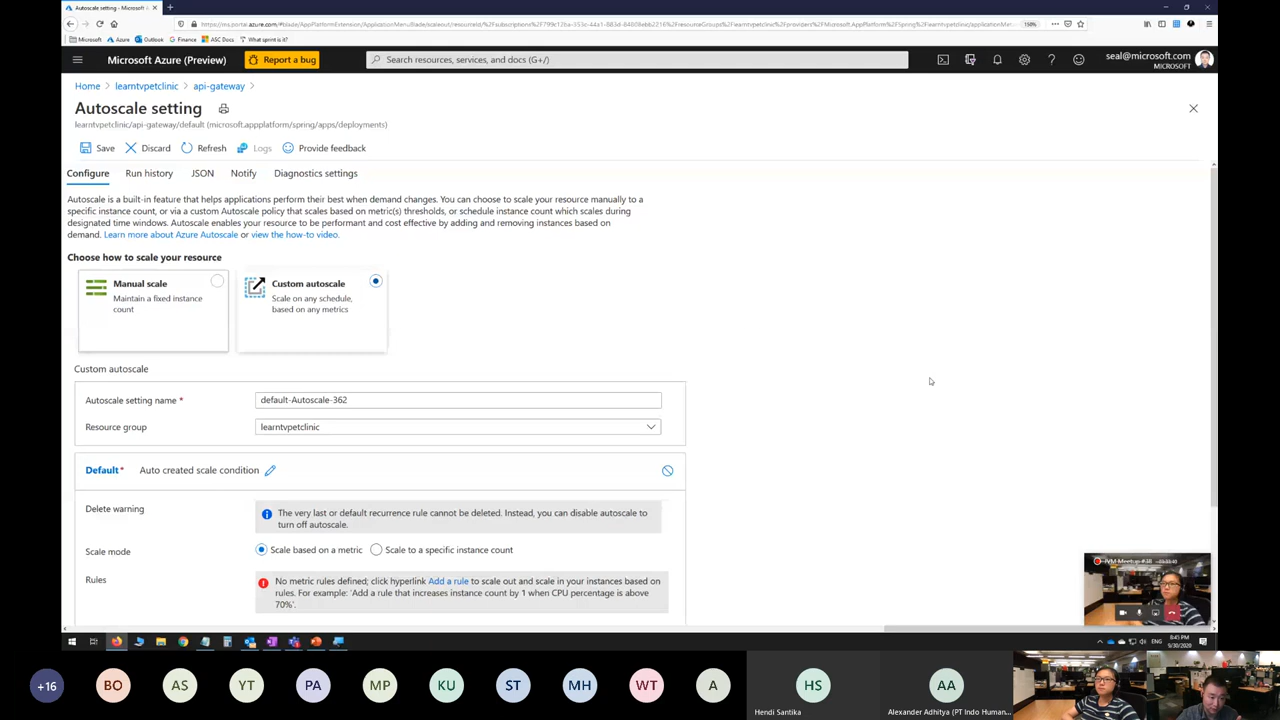 Autoscale setting - Microsoft A
150%
Microsoft
Azure
Outlook
Finance
ASC Docs
What sprint is it?
Microsoft Azure (Preview)
Report a bug
Search resources, services, and docs (G+/)
seal@microsoft.com
MICROSOFT
Home
learntvpetclinic
api-gateway
Autoscale setting
learntvpetclinic/api-gateway/default (microsoft.appplatform/spring/apps/deployments)
Save
Discard
Refresh
Logs
Provide feedback
Configure
Run history
JSON
Notify
Diagnostics settings
Autoscale is a built-in feature that helps applications perform their best when demand changes. You can choose to scale your resource manually to a
specific instance count, or via a custom Autoscale policy that scales based on metric(s) thresholds, or schedule instance count which scales during
designated time windows. Autoscale enables your resource to be performant and cost effective by adding and removing instances based on
demand. Learn more about Azure Autoscale or view the how-to video.
Choose how to scale your resource
Manual scale
Maintain a fixed instance
count
Custom autoscale
Scale on any schedule,
based on any metrics
Custom autoscale
Autoscale setting name *
default-Autoscale-362
Resource group
learntvpetclinic
Default*
Auto created scale condition
Delete warning
The very last or default recurrence rule cannot be deleted. Instead, you can disable autoscale to
turn off autoscale.
Scale mode
Scale based on a metric
Scale to a specific instance count
Rules
No metric rules defined; click hyperlink Add a rule to scale out and scale in your instances based on
rules. For example: 'Add a rule that increases instance count by 1 when CPU percentage is above
70%'.
JVM Meetup #38
ENG
8:45 PM
9/30/2020
+16
BO
AS
YT
PA
MP
KU
ST
MH
WT
A
HS
Hendi Santika
AA
Alexander Adhitya (PT Indo Human...